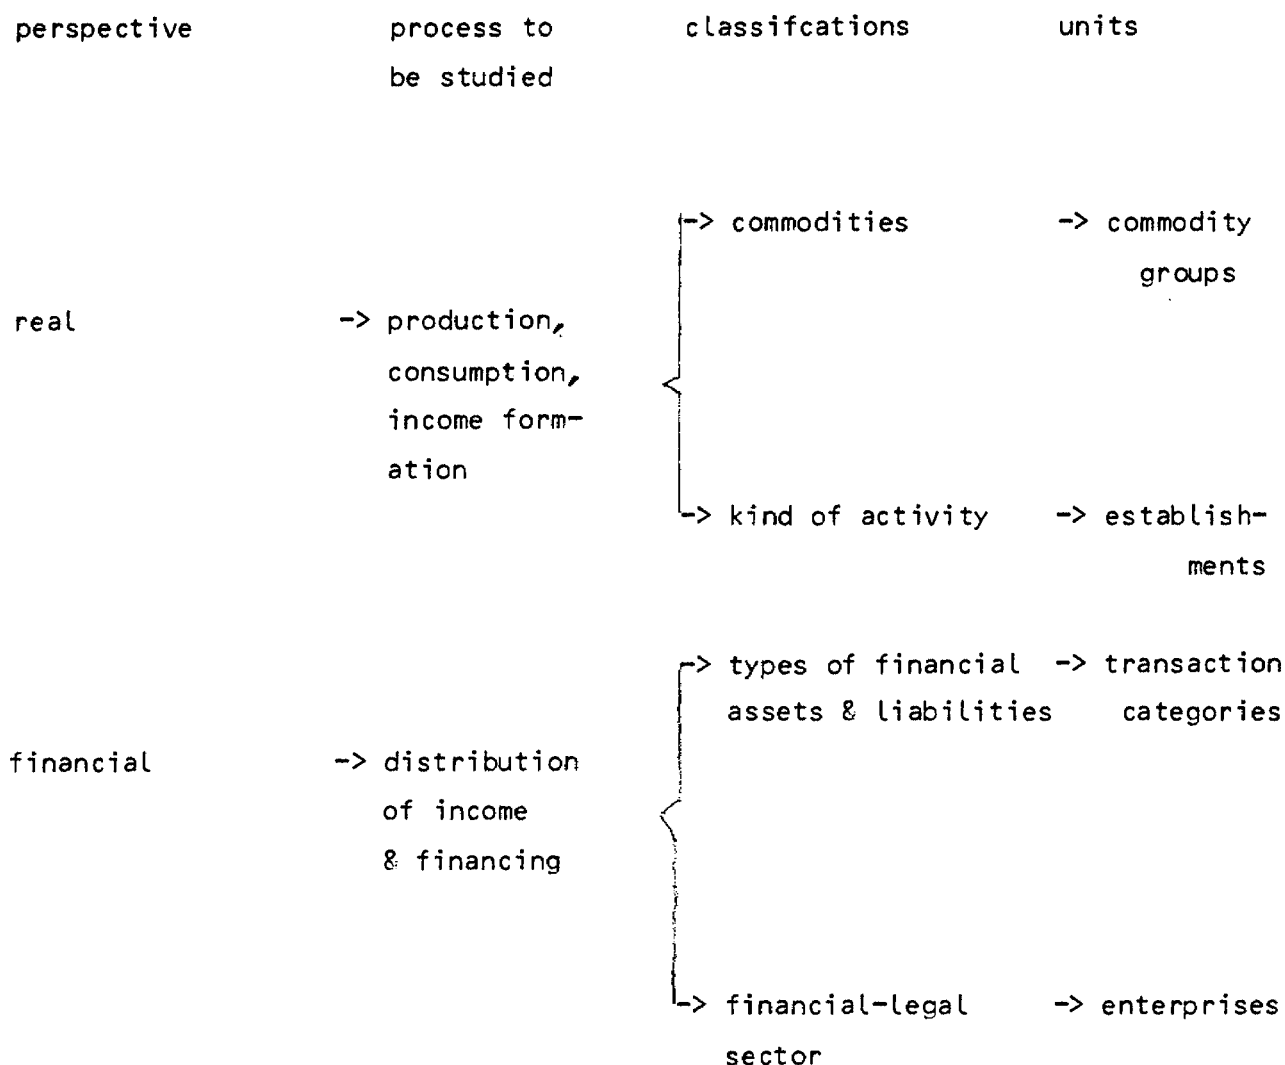 perspective process to classifcations units
be studied
-> commodities -> commodity
groups
real -> production,
consumption,
income form-
ation
-> kind of activity -> establish-
ments
-> types of financial -> transaction
assets & liabilities categories
financial -> distribution
of income
& financing
-> financial-legal -> enterprises
sector